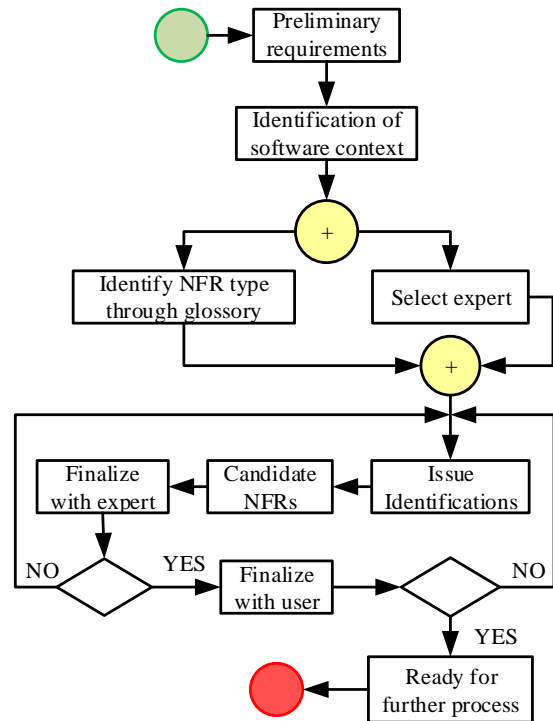 Preliminary
requirements
Identification of
software context
+
Identify NFR type
through glossory
Select expert
+
Finalize
with expert
Candidate
NFRs
Issue
Identifications
NO
YES
Finalize
with user
NO
YES
Ready for
further process